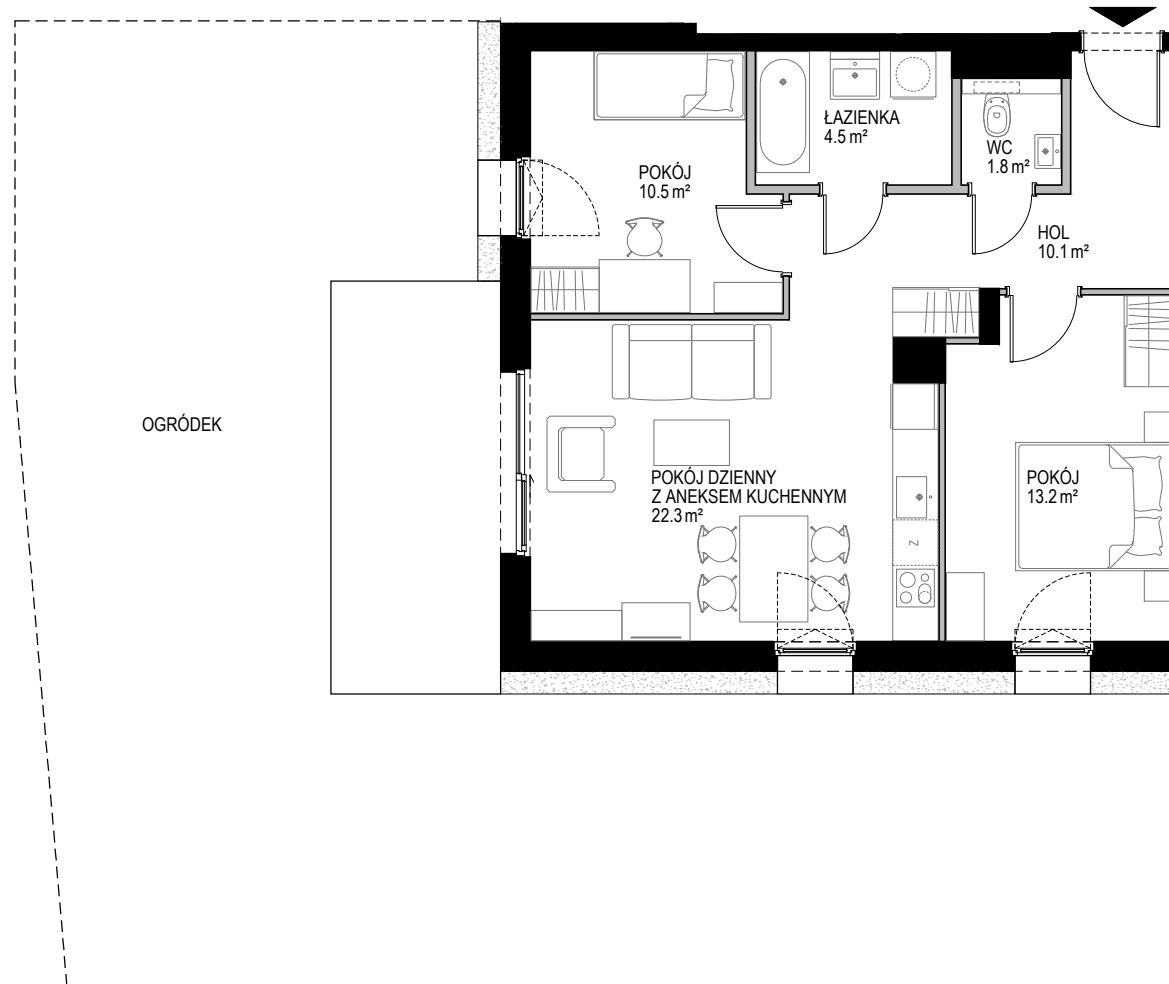 ŁAZIENKA
4.5 m²
WC
1.8 m²
POKÓJ
10.5 m²
HOL
10.1 m²
OGRÓDEK
POKÓJ DZIENNY
Z ANEKSEM KUCHENNYM
22.3 m²
POKÓJ
13.2 m²
Z